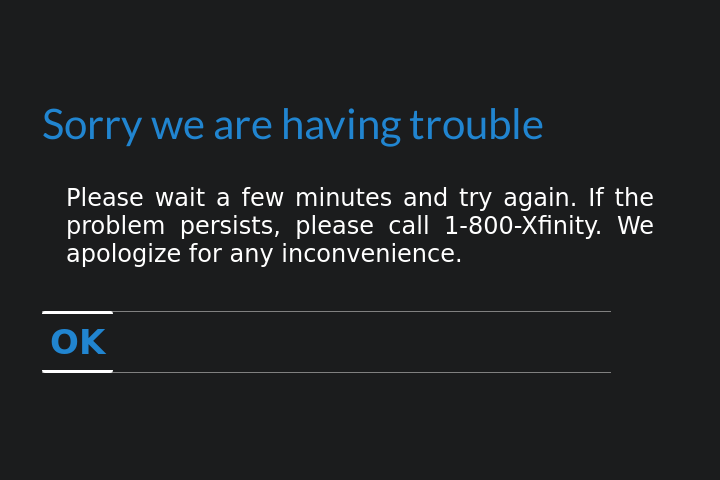 Sorry we are having trouble
Please wait a few minutes and try again. If the
problem persists, please call 1-800-Xfinity. We
apologize for any inconvenience.
OK